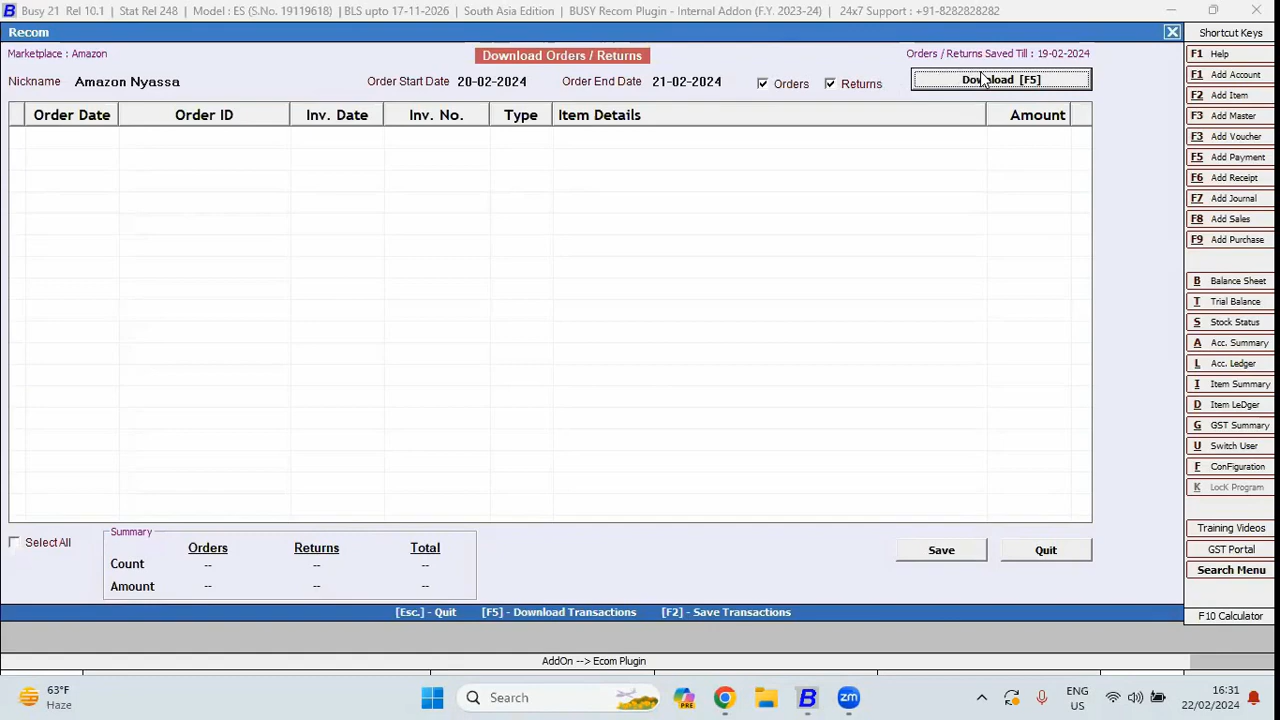 Busy 21 Rel 10.1 | Stat Rel 248 | Model : ES (S.No. 19119618) |BLS upto 17-11-2026 | South Asia Edition | BUSY Recom Plugin - Internal Addon (F.Y. 2023-24) | 24x7 Support : +91-8282828282
Recom
Shortcut Keys
Marketplace : Amazon
Download Orders / Returns
Orders / Returns Saved Till : 19-02-2024
Nickname Amazon Nyassa
Order Start Date 20-02-2024 Order End Date 21-02-2024 Orders Returns
Download [F5]
Order Date Order ID Inv. Date Inv. No. Type Item Details Amount
F1 Help
F1 Add Account
F2 Add Item
F3 Add Master
F3 Add Voucher
F5 Add Payment
F6 Add Receipt
F7 Add Journal
F8 Add Sales
F9 Add Purchase
B Balance Sheet
T Trial Balance
S Stock Status
A Acc. Summary
L Acc. Ledger
I Item Summary
D Item LeDger
G GST Summary
U Switch User
F ConFiguration
K LocK Program
Training Videos
GST Portal
Search Menu
F10 Calculator
Select All
Summary
Orders Returns Total
Count -- -- --
Amount -- -- --
Save Quit
[Esc.] - Quit [F5] - Download Transactions [F2] - Save Transactions
AddOn --> Ecom Plugin
63°F
Haze
Search
PRE
zm
ENG
US
16:31
22/02/2024